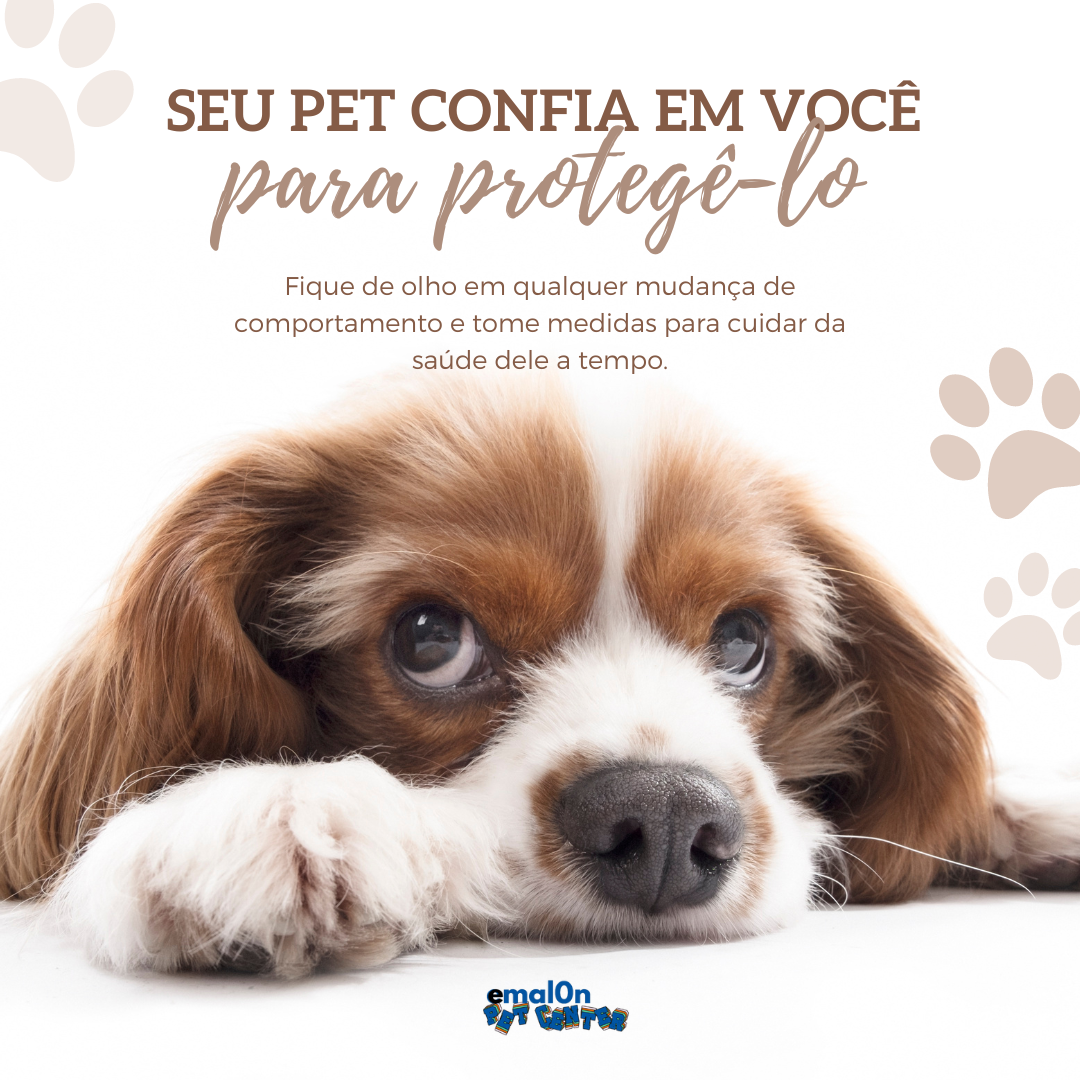 SEU PET CONFIA EM VOCÊ
para protegê-lo
Fique de olho em qualquer mudança de
comportamento e tome medidas para cuidar da
saúde dele a tempo.
emal0n
PET CENTER